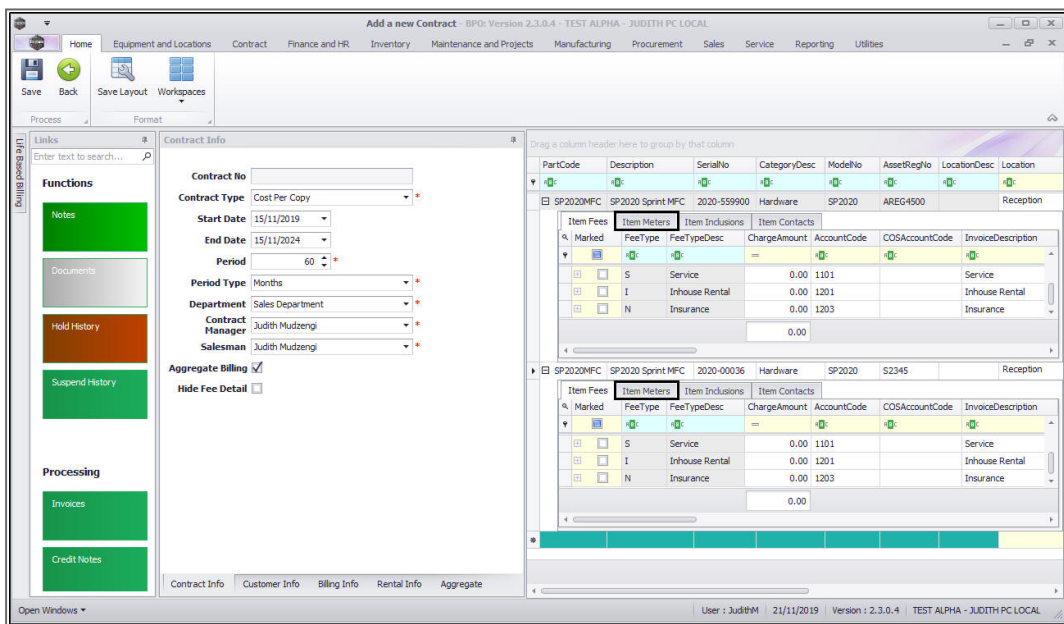 Add a new Contract - BPO: Version 2.3.0.4 - TEST ALPHA - JUDITH PC LOCAL
Home Equipment and Locations Contract Finance and HR Inventory Maintenance and Projects Manufacturing Procurement Sales Service Reporting Utilities
Save Back Save Layout Workspaces
Process Format
Life Based Billing
Links
Enter text to search...
Functions
Notes
Documents
Hold History
Suspend History
Processing
Invoices
Credit Notes
Contract Info
Contract No
Contract Type Cost Per Copy *
Start Date 15/11/2019
End Date 15/11/2024
Period 60 *
Period Type Months *
Department Sales Department *
Contract Manager Judith Mudzengi *
Salesman Judith Mudzengi *
Aggregate Billing
Hide Fee Detail
Contract Info Customer Info Billing Info Rental Info Aggregate
Drag a column header here to group by that column
PartCode Description SerialNo CategoryDesc ModelNo AssetRegNo LocationDesc Location
SP2020MFC SP2020 Sprint MFC 2020-559900 Hardware SP2020 AREG4500 Reception
Item Fees Item Meters Item Inclusions Item Contacts
Marked FeeType FeeTypeDesc ChargeAmount AccountCode COSAccountCode InvoiceDescription
S Service 0.00 1101 Service
I Inhouse Rental 0.00 1201 Inhouse Rental
N Insurance 0.00 1203 Insurance
0.00
SP2020MFC SP2020 Sprint MFC 2020-00036 Hardware SP2020 S2345 Reception
Item Fees Item Meters Item Inclusions Item Contacts
Marked FeeType FeeTypeDesc ChargeAmount AccountCode COSAccountCode InvoiceDescription
S Service 0.00 1101 Service
I Inhouse Rental 0.00 1201 Inhouse Rental
N Insurance 0.00 1203 Insurance
0.00
Open Windows User : JudithM 21/11/2019 Version : 2.3.0.4 TEST ALPHA - JUDITH PC LOCAL